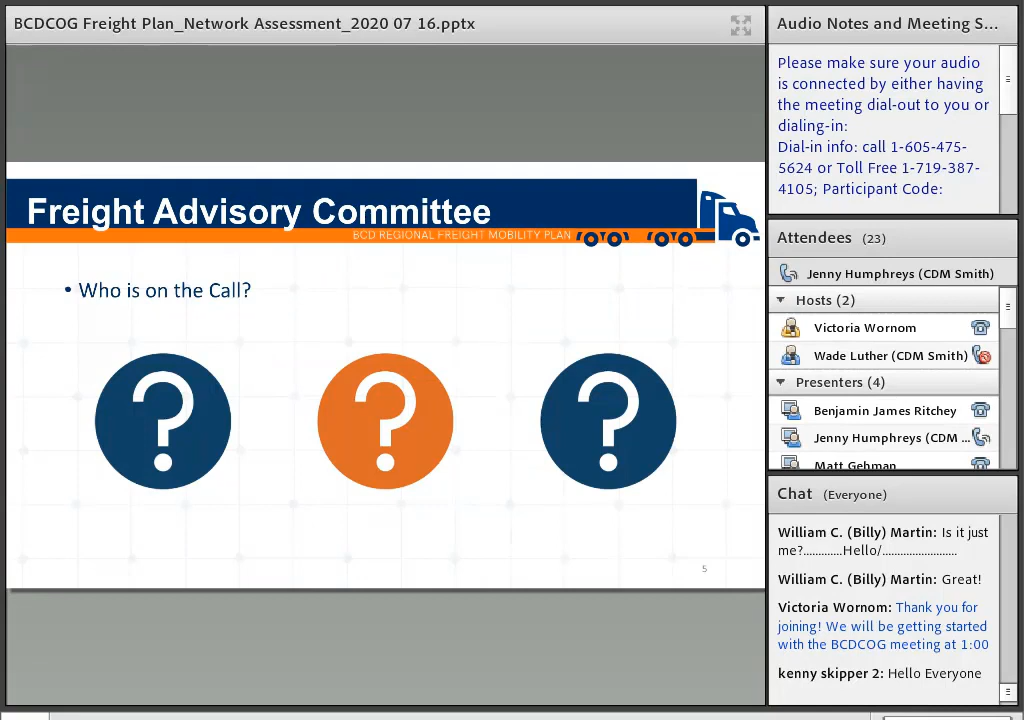 BCDCOG Freight Plan_Network Assessment_2020 07 16.pptx
Freight Advisory Committee
BCD REGIONAL FREIGHT MOBILITY PLAN
• Who is on the Call?
?
?
?
5
Audio Notes and Meeting S...
Please make sure your audio
is connected by either having
the meeting dial-out to you or
dialing-in:
Dial-in info: call 1-605-475-
5624 or Toll Free 1-719-387-
4105; Participant Code:
Attendees (23)
Jenny Humphreys (CDM Smith)
Hosts (2)
Victoria Wornom
Wade Luther (CDM Smith)
Presenters (4)
Benjamin James Ritchey
Jenny Humphreys (CDM ...
Matt Gehman
Chat (Everyone)
William C. (Billy) Martin: Is it just
me?.............Hello/.........................
William C. (Billy) Martin: Great!
Victoria Wornom: Thank you for
joining! We will be getting started
with the BCDCOG meeting at 1:00
kenny skipper 2: Hello Everyone